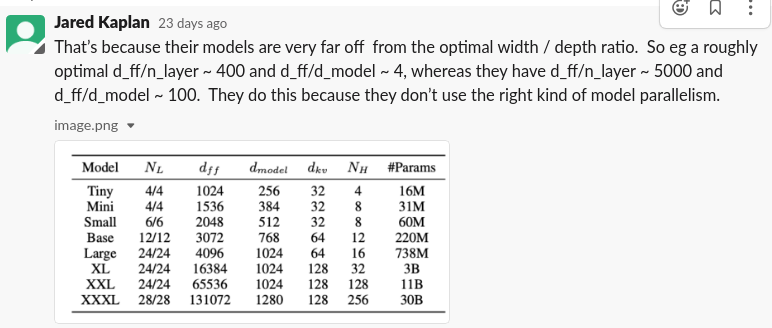 Jared Kaplan 23 days ago
That's because their models are very far off from the optimal width / depth ratio. So eg a roughly
optimal d_ff/n_layer ~ 400 and d_ff/d_model ~ 4, whereas they have d_ff/n_layer ~ 5000 and
d_ff/d_model ~ 100. They do this because they don't use the right kind of model parallelism.
image.png
Model N_L d_ff d_model d_kv N_H #Params
Tiny 4/4 1024 256 32 4 16M
Mini 4/4 1536 384 32 8 31M
Small 6/6 2048 512 32 8 60M
Base 12/12 3072 768 64 12 220M
Large 24/24 4096 1024 64 16 738M
XL 24/24 16384 1024 128 32 3B
XXL 24/24 65536 1024 128 128 11B
XXXL 28/28 131072 1280 128 256 30B